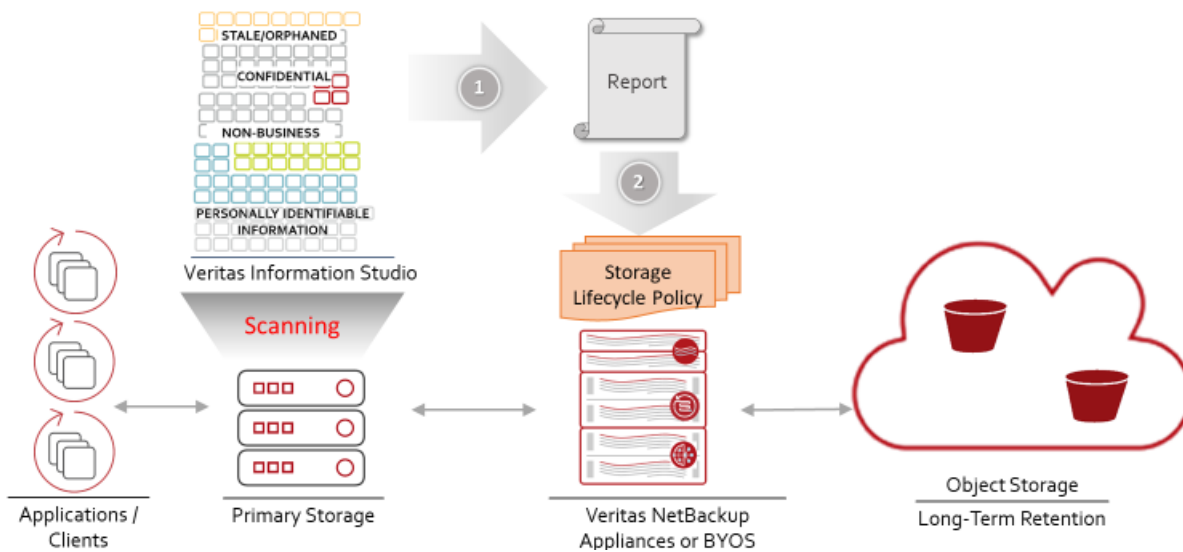 STALE/ORPHANED
CONFIDENTIAL
NON-BUSINESS
PERSONALLY IDENTIFIABLE
INFORMATION
Veritas Information Studio
Scanning
1
Report
2
Storage
Lifecycle Policy
Applications /
Clients
Primary Storage
Veritas NetBackup
Appliances or BYOS
Object Storage
Long-Term Retention